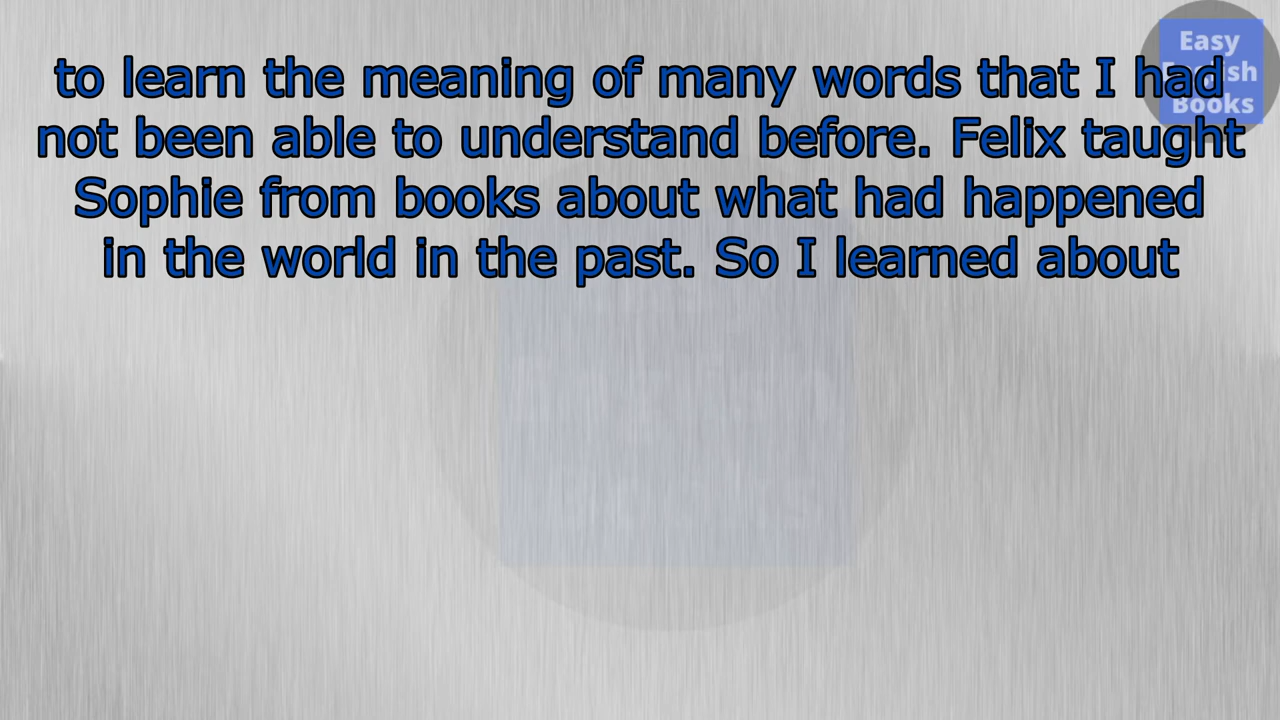 Easy
English
Books
to learn the meaning of many words that I had
not been able to understand before. Felix taught
Sophie from books about what had happened
in the world in the past. So I learned about